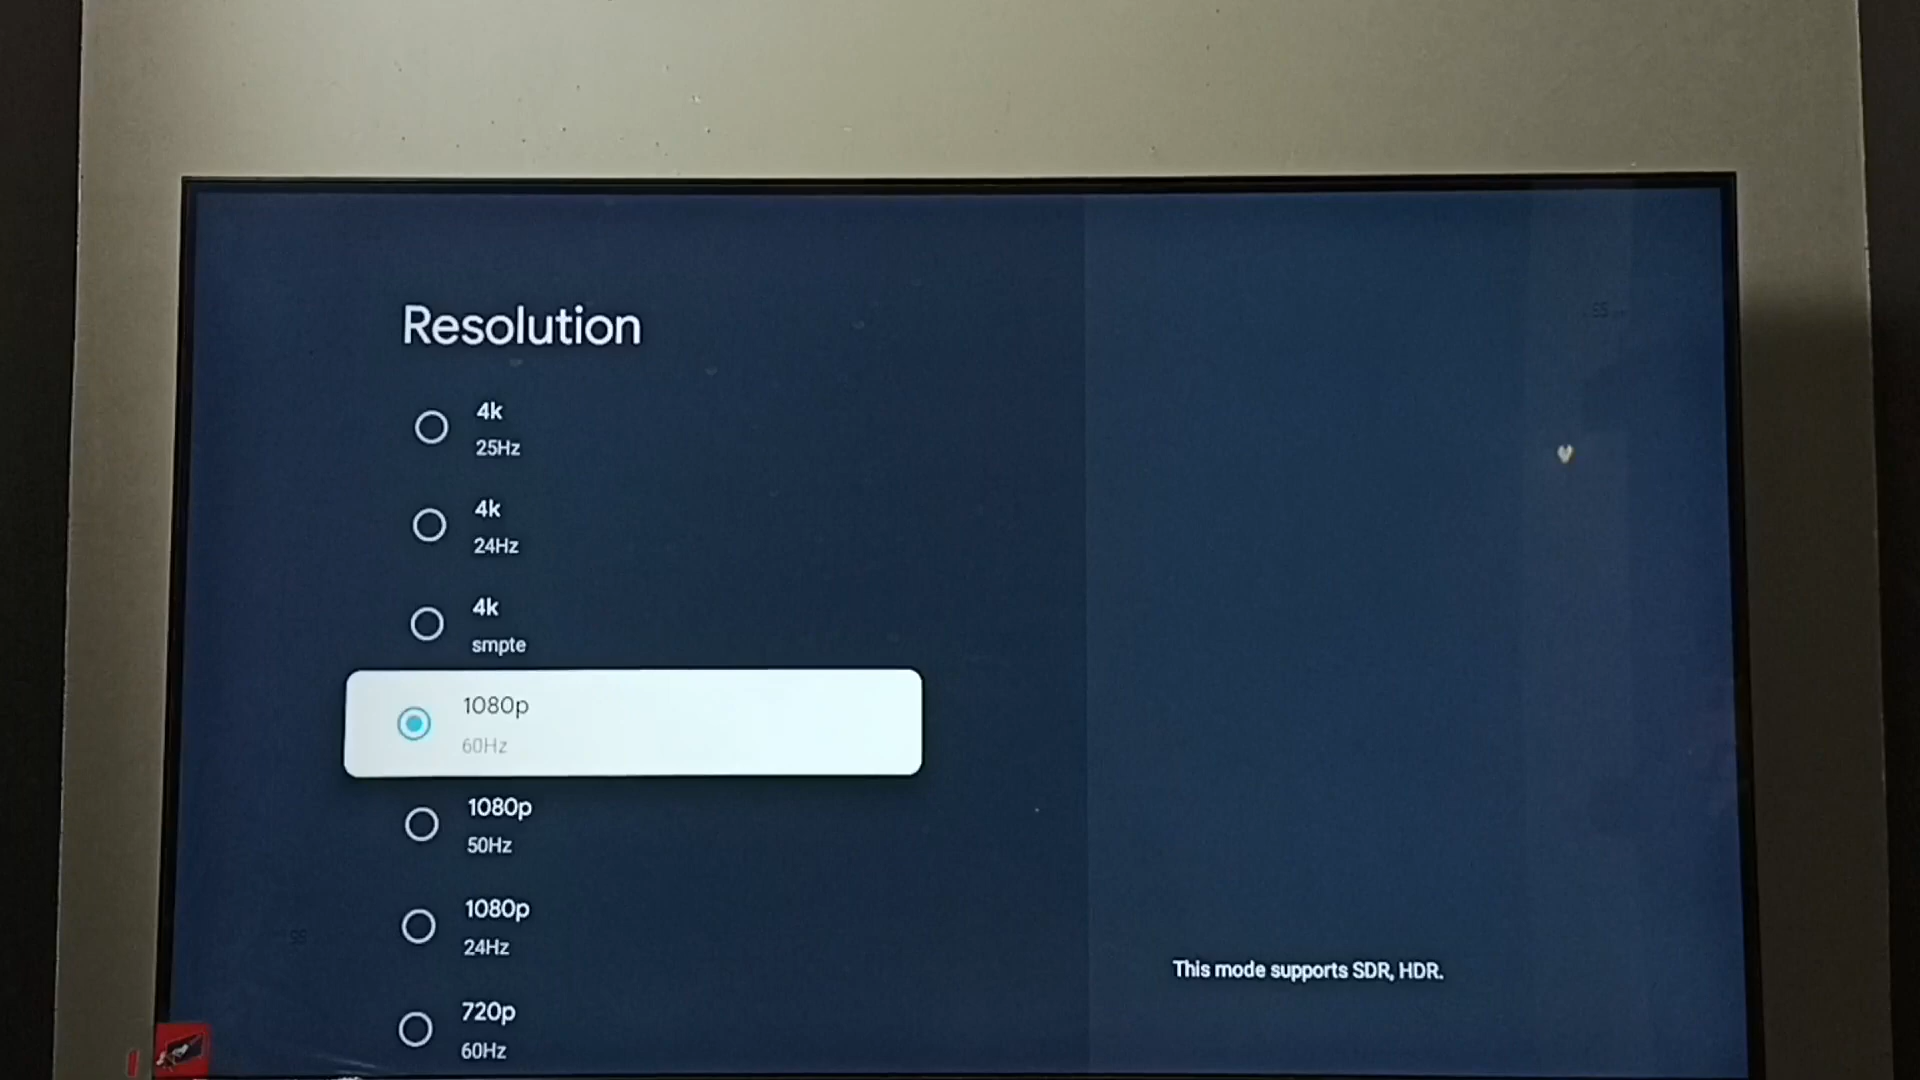 Resolution
4k
25Hz
4k
24Hz
4k
smpte
1080p
60Hz
1080p
50Hz
1080p
24Hz
720p
60Hz
This mode supports SDR, HDR.